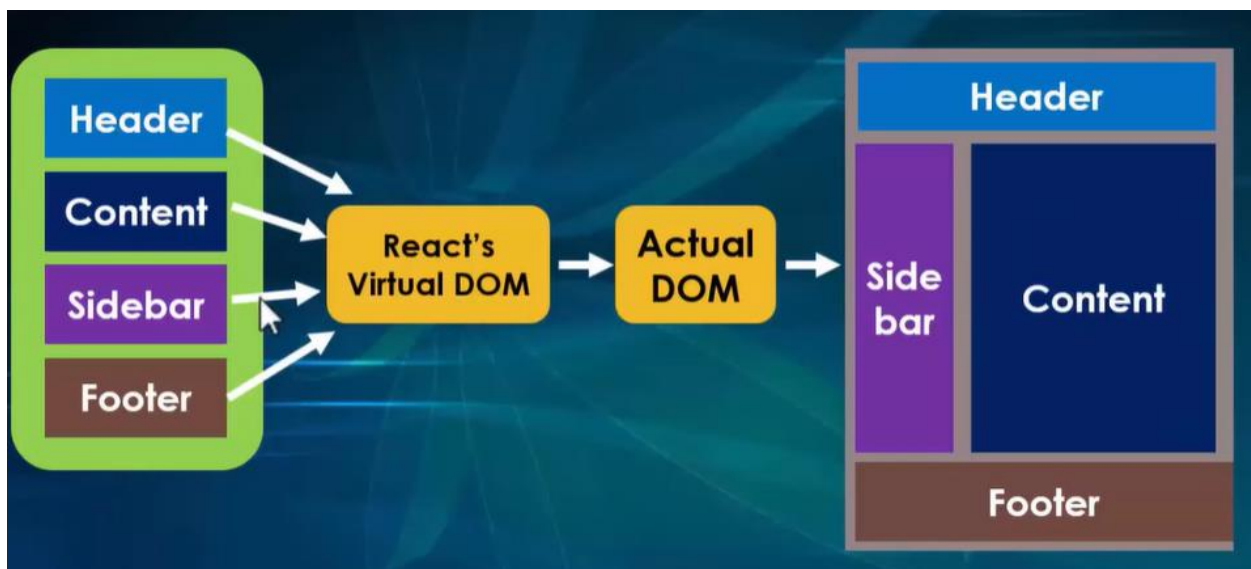 Header
Content
Sidebar
Footer
React's
Virtual DOM
Actual
DOM
Header
Side
bar
Content
Footer